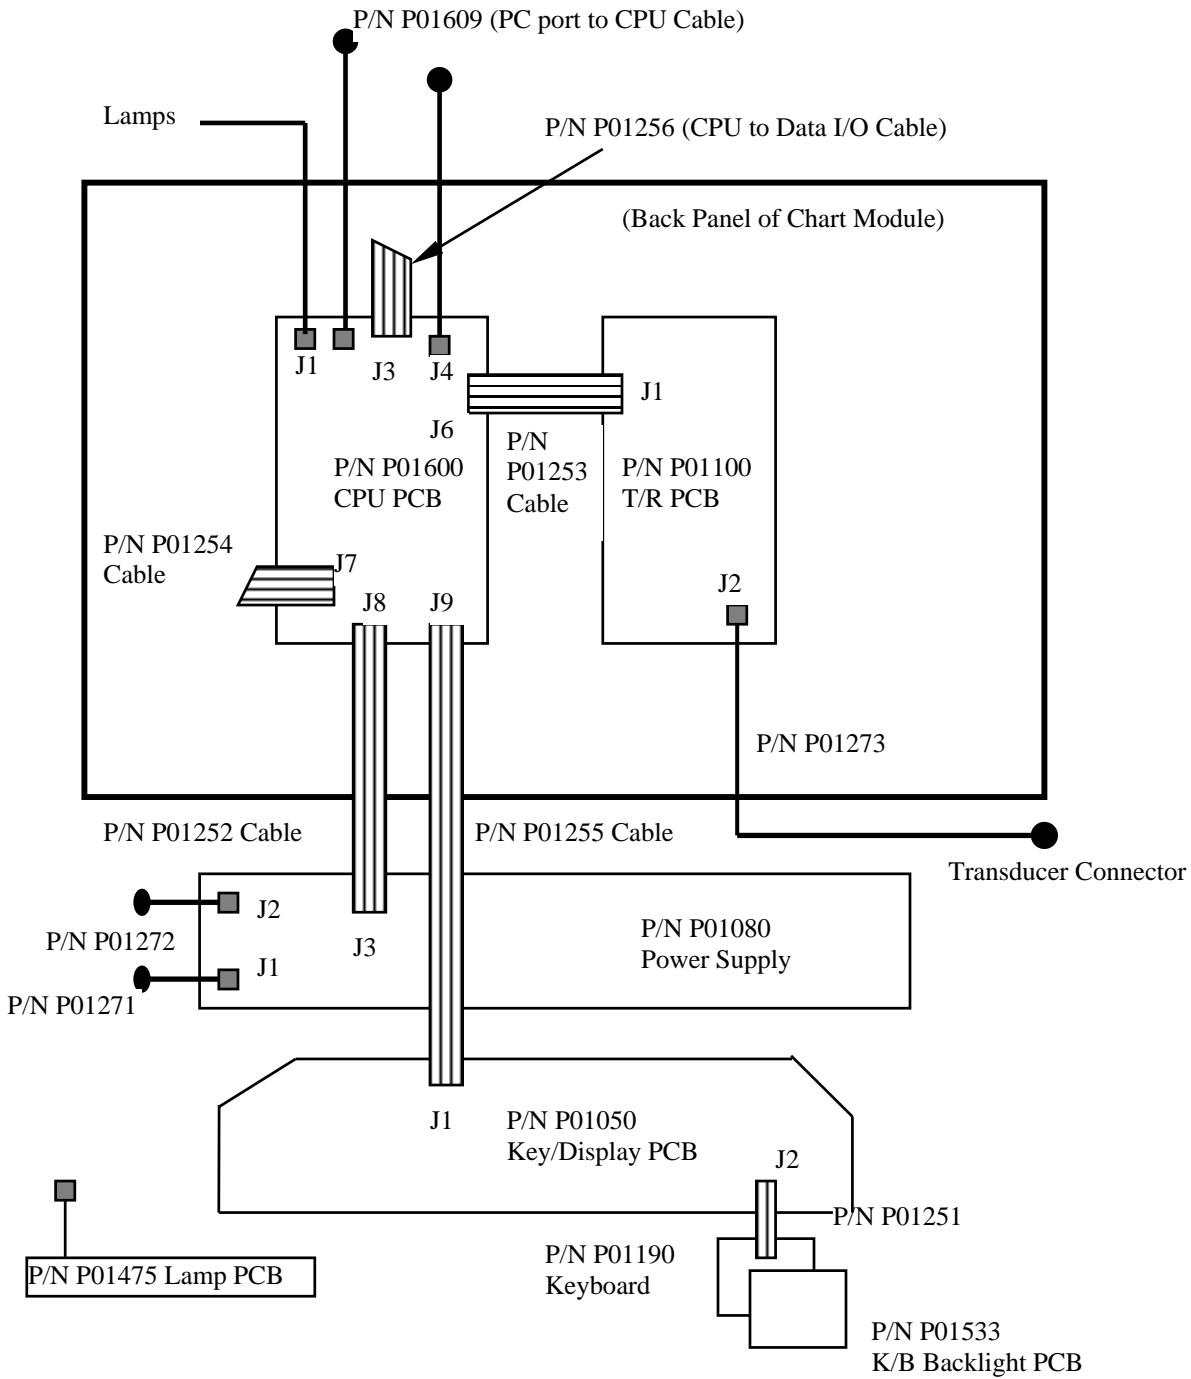 P/N P01609 (PC port to CPU Cable)
Lamps
P/N P01256 (CPU to Data I/O Cable)
(Back Panel of Chart Module)
J1
J3
J4
J1
J6
P/N
P01253
Cable
P/N P01600
CPU PCB
P/N P01100
T/R PCB
P/N P01254
Cable
J7
J8
J9
J2
P/N P01273
P/N P01252 Cable
P/N P01255 Cable
Transducer Connector
J2
P/N P01272
J3
P/N P01080
Power Supply
J1
P/N P01271
J1
P/N P01050
Key/Display PCB
J2
P/N P01251
P/N P01190
Keyboard
P/N P01475 Lamp PCB
P/N P01533
K/B Backlight PCB